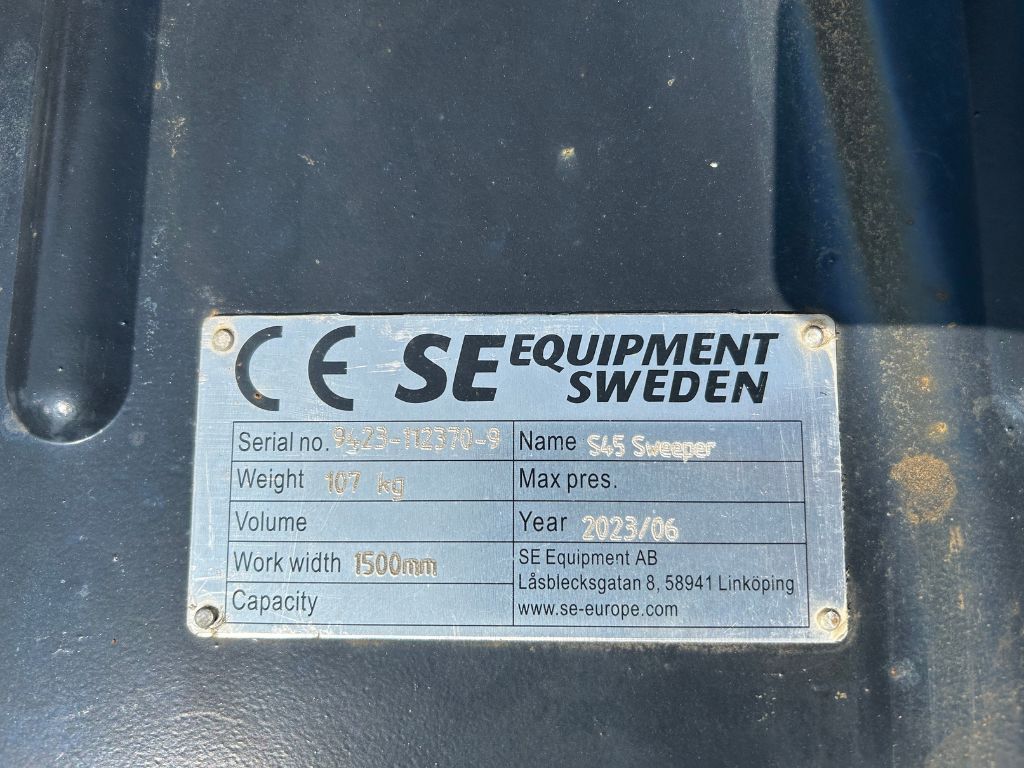 CE SE EQUIPMENT SWEDEN
Serial no. 9423-112370-9 Name S45 Sweeper
Weight 107 kg Max pres.
Volume Year 2023/06
Work width 1500mm SE Equipment AB
Låsblecksgatan 8, 58941 Linköping
Capacity www.se-europe.com